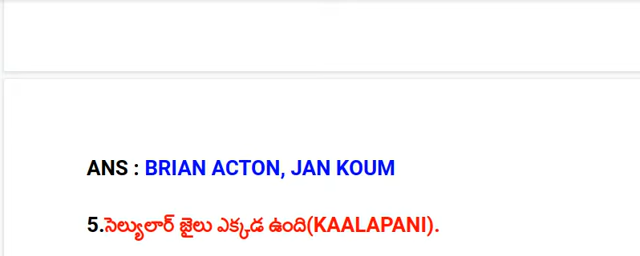 ANS : BRIAN ACTON, JAN KOUM
5.సెల్యులార్ జైలు ఎక్కడ ఉంది(KAALAPANI).